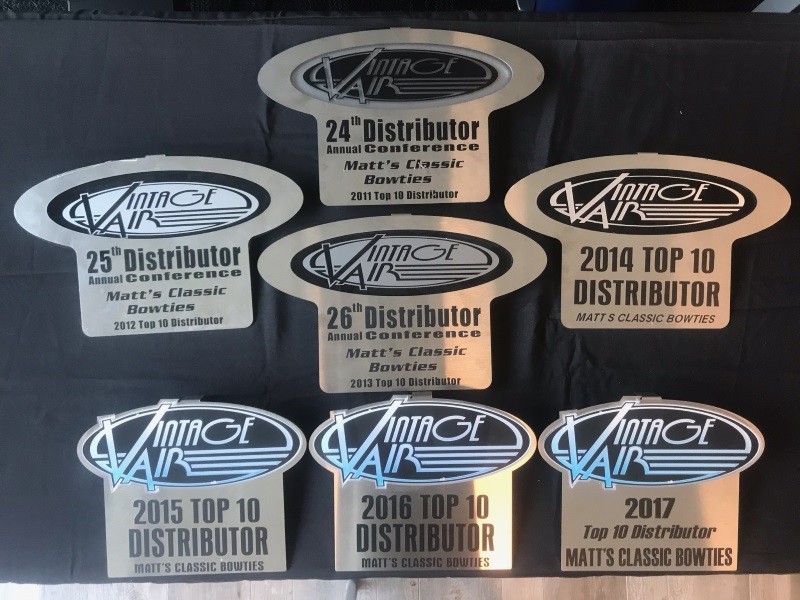 VINTAGE
AIR
24th Distributor
Annual Conference
Matt's Classic
Bowties
2011 Top 10 Distributor
VINTAGE
AIR
25th Distributor
Annual Conference
Matt's Classic
Bowties
2012 Top 10 Distributor
VINTAGE
AIR
26th Distributor
Annual Conference
Matt's Classic
Bowties
2013 Top 10 Distributor
VINTAGE
AIR
2014 TOP 10
DISTRIBUTOR
MATT'S CLASSIC BOWTIES
VINTAGE
AIR
2015 TOP 10
DISTRIBUTOR
MATT'S CLASSIC BOWTIES
VINTAGE
AIR
2016 TOP 10
DISTRIBUTOR
MATT'S CLASSIC BOWTIES
VINTAGE
AIR
2017
Top 10 Distributor
MATT'S CLASSIC BOWTIES